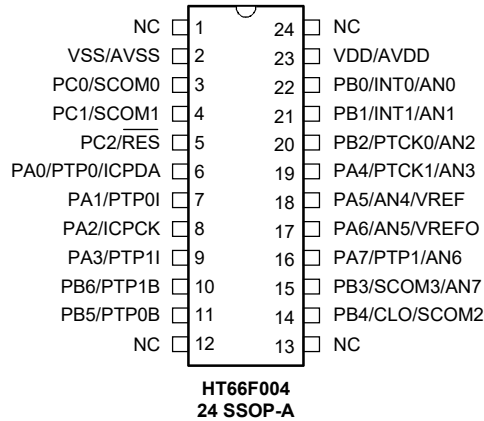 NC 1 24 NC
VSS/AVSS 2 23 VDD/AVDD
PC0/SCOM0 3 22 PB0/INT0/AN0
PC1/SCOM1 4 21 PB1/INT1/AN1
PC2/RES 5 20 PB2/PTCK0/AN2
PA0/PTP0/ICPDA 6 19 PA4/PTCK1/AN3
PA1/PTP0I 7 18 PA5/AN4/VREF
PA2/ICPCK 8 17 PA6/AN5/VREFO
PA3/PTP1I 9 16 PA7/PTP1/AN6
PB6/PTP1B 10 15 PB3/SCOM3/AN7
PB5/PTP0B 11 14 PB4/CLO/SCOM2
NC 12 13 NC
HT66F004
24 SSOP-A